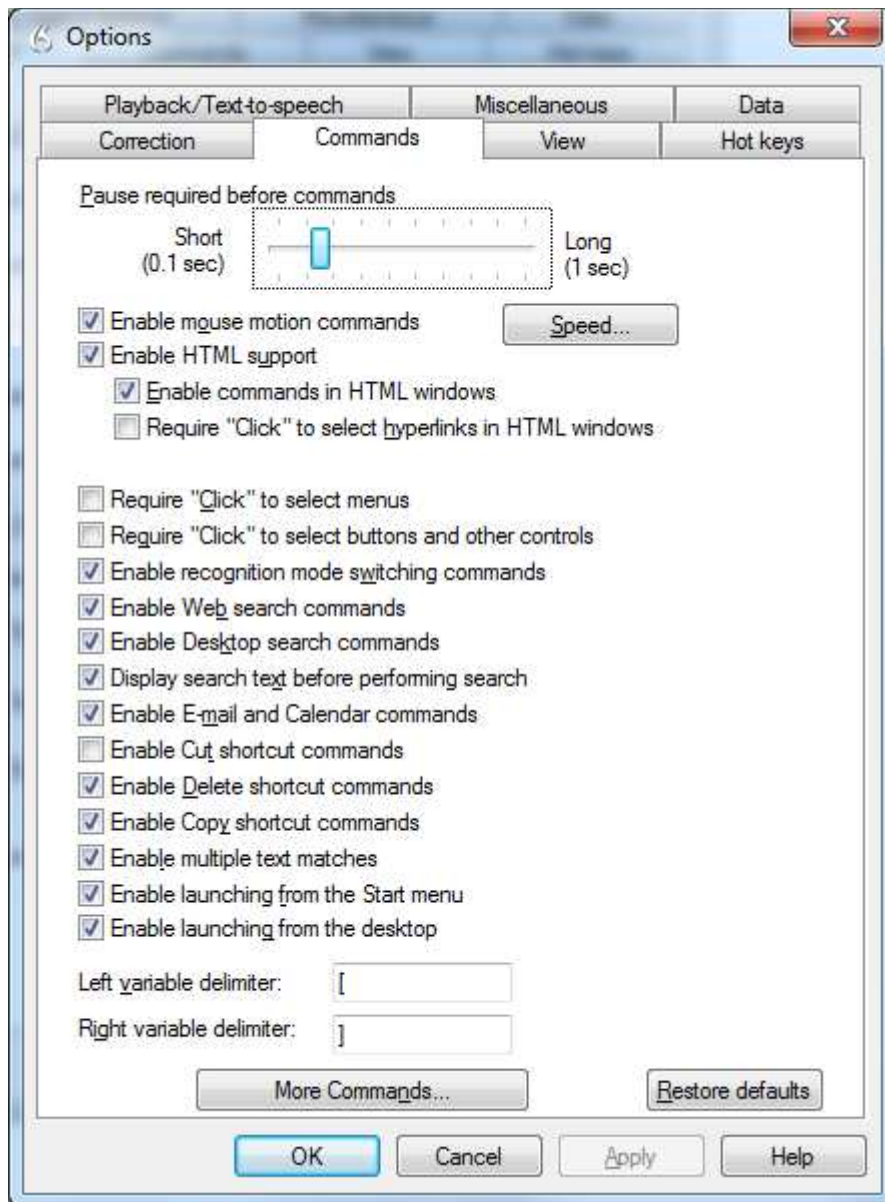 Options
Playback/Text-to-speech Miscellaneous Data
Correction Commands View Hot keys
Pause required before commands
Short
(0.1 sec)
Long
(1 sec)
Enable mouse motion commands
Speed...
Enable HTML support
Enable commands in HTML windows
Require "Click" to select hyperlinks in HTML windows
Require "Click" to select menus
Require "Click" to select buttons and other controls
Enable recognition mode switching commands
Enable Web search commands
Enable Desktop search commands
Display search text before performing search
Enable E-mail and Calendar commands
Enable Cut shortcut commands
Enable Delete shortcut commands
Enable Copy shortcut commands
Enable multiple text matches
Enable launching from the Start menu
Enable launching from the desktop
Left variable delimiter: [
Right variable delimiter: ]
More Commands... Restore defaults
OK Cancel Apply Help